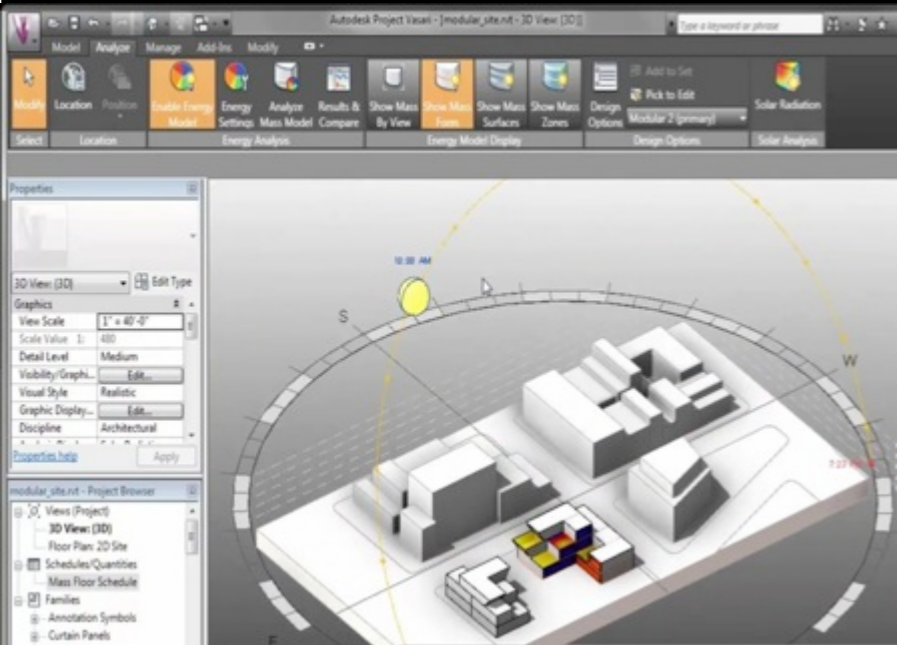 Autodesk Project Vasari - [modular_site.rvt - 3D View: {3D}]
Type a keyword or phrase
Model Analyze Manage Add-Ins Modify
Modify
Location
Position
Enable Energy Model
Energy Settings
Analyze Mass Model
Results & Compare
Show Mass By View
Show Mass Form
Show Mass Surfaces
Show Mass Zones
Design Options
Add to Set
Pick to Edit
Modular 2 (primary)
Solar Radiation
Select Location Energy Analysis Energy Model Display Design Options Solar Analysis
Properties
3D View: {3D} Edit Type
Graphics
View Scale 1" = 40'-0"
Scale Value 1: 480
Detail Level Medium
Visibility/Graphi... Edit...
Visual Style Realistic
Graphic Display... Edit...
Discipline Architectural
Properties help Apply
modular_site.rvt - Project Browser
Views (Project)
3D View: {3D}
Floor Plan: 2D Site
Schedules/Quantities
Mass Floor Schedule
Families
Annotation Symbols
Curtain Panels
AM
S
W
E